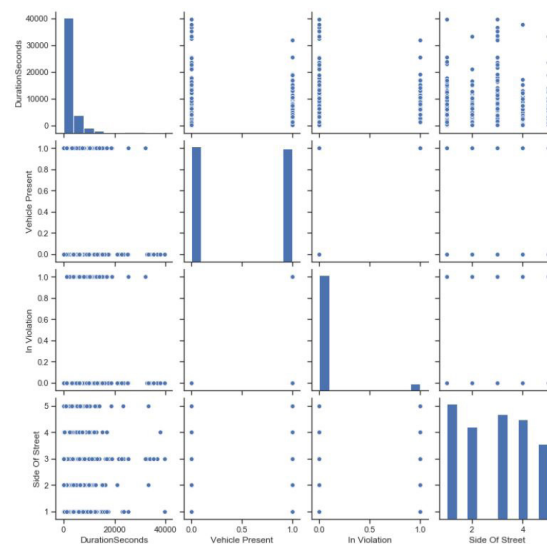 40000
30000
20000
10000
0
DurationSeconds
1.0
0.8
0.6
0.4
0.2
0.0
Vehicle Present
1.0
0.8
0.6
0.4
0.2
0.0
In Violation
5
4
3
2
1
Side Of Street
0 20000 40000
DurationSeconds
0.0 0.5 1.0
Vehicle Present
0.0 0.5 1.0
In Violation
2 4
Side Of Street